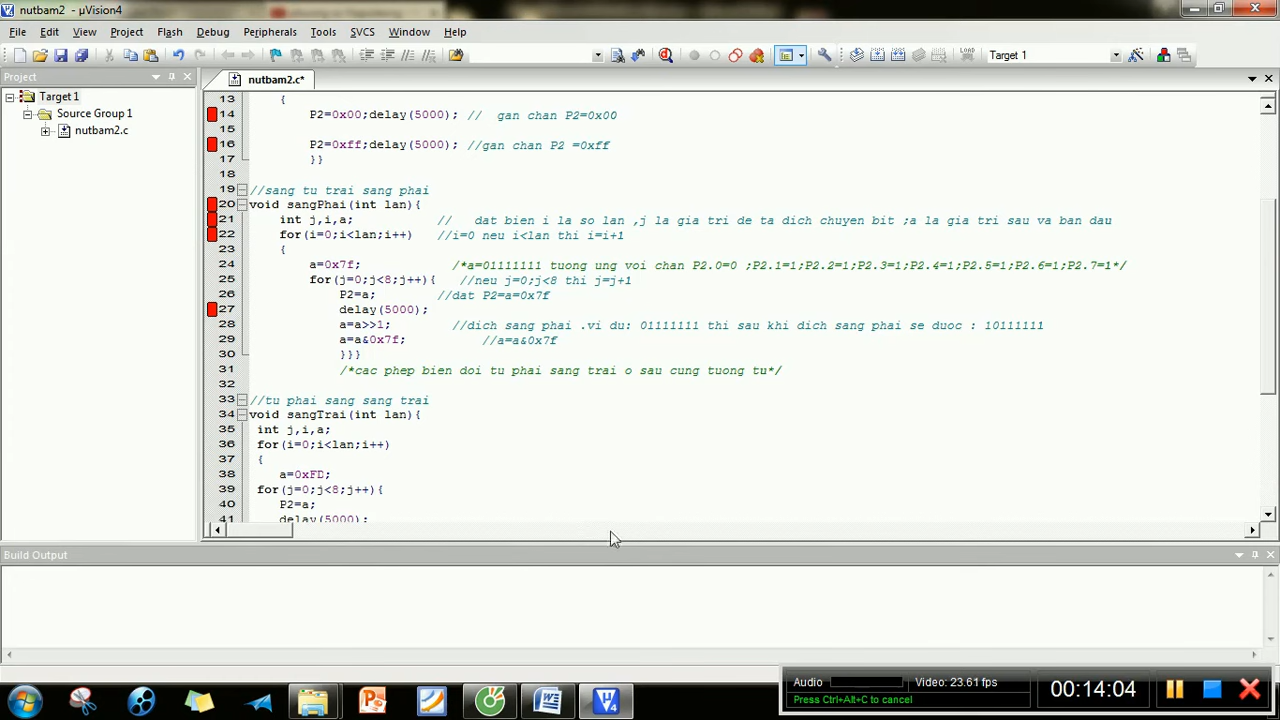 nutbam2 - µVision4
File Edit View Project Flash Debug Peripherals Tools SVCS Window Help
Target 1
Project
nutbam2.c*
Target 1
Source Group 1
nutbam2.c
13 {
14 P2=0x00;delay(5000); // gan chan P2=0x00
15
16 P2=0xff;delay(5000); //gan chan P2 =0xff
17 }}
18
19 //sang tu trai sang phai
20 void sangPhai(int lan){
21 int j,i,a; // dat bien i la so lan ,j la gia tri de ta dich chuyen bit ;a la gia tri sau va ban dau
22 for(i=0;i<lan;i++) //i=0 neu i<lan thi i=i+1
23 {
24 a=0x7f; /*a=01111111 tuong ung voi chan P2.0=0 ;P2.1=1;P2.2=1;P2.3=1;P2.4=1;P2.5=1;P2.6=1;P2.7=1*/
25 for(j=0;j<8;j++){ //neu j=0;j<8 thi j=j+1
26 P2=a; //dat P2=a=0x7f
27 delay(5000);
28 a=a>>1; //dich sang phai .vi du: 01111111 thi sau khi dich sang phai se duoc : 10111111
29 a=a&0x7f; //a=a&0x7f
30 }}}
31 /*cac phep bien doi tu phai sang trai o sau cung tuong tu*/
32
33 //tu phai sang sang trai
34 void sangTrai(int lan){
35 int j,i,a;
36 for(i=0;i<lan;i++)
37 {
38 a=0xFD;
39 for(j=0;j<8;j++){
40 P2=a;
41 delay(5000);
Build Output
Audio
Video: 23.61 fps
Press Ctrl+Alt+C to cancel
00:14:04